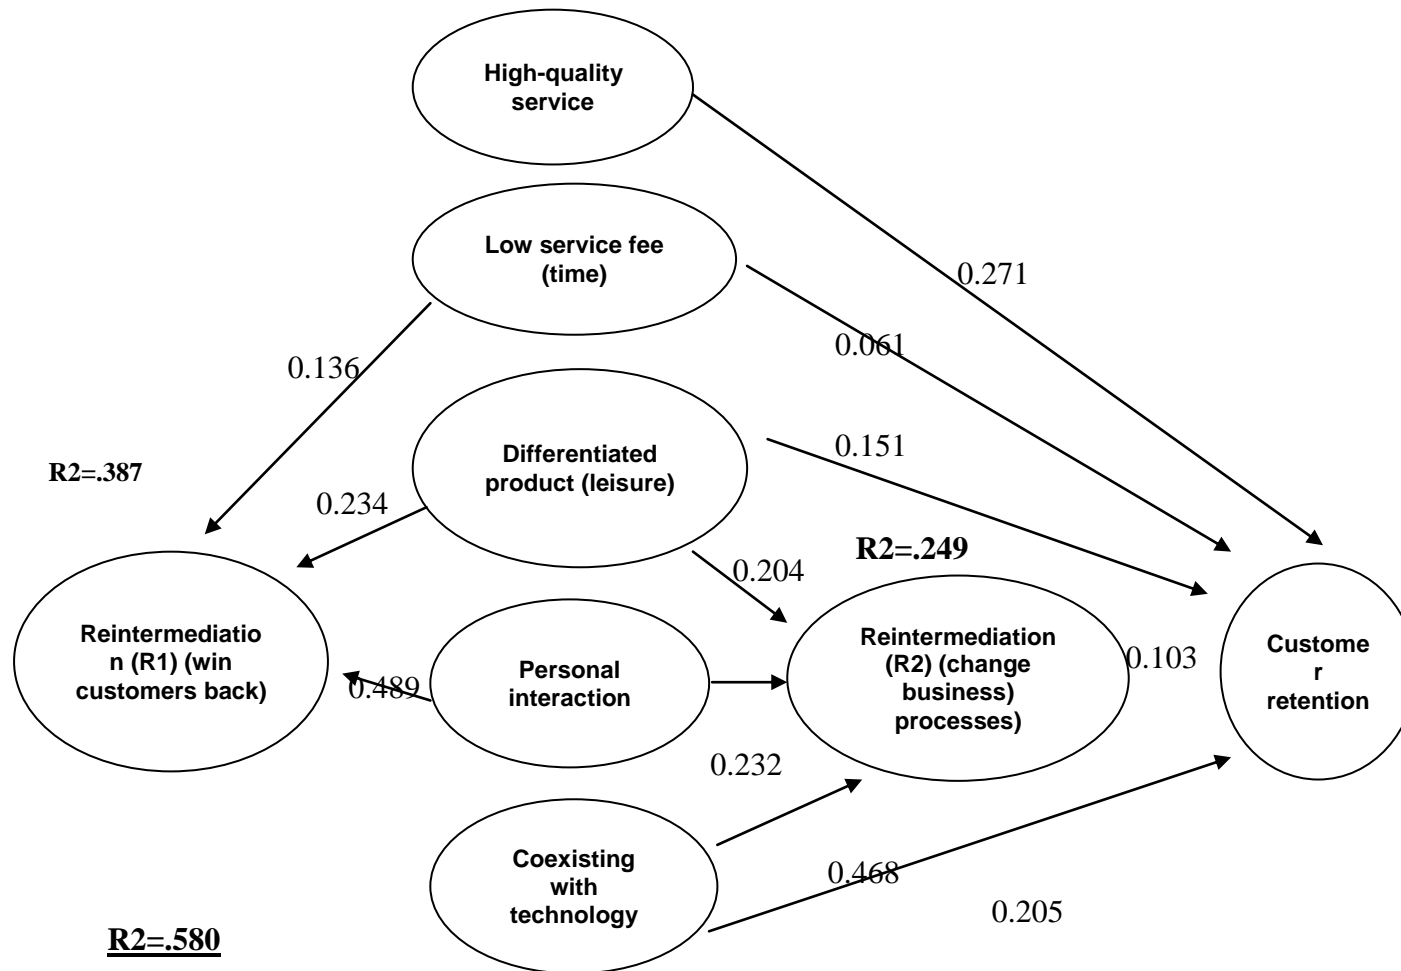 High-quality
service
Low service fee
(time)
0.271
0.061
0.136
0.151
Differentiated
product (leisure)
R2=.387
0.234
R2=.249
0.204
Reintermediatio
n (R1) (win
customers back)
0.489
Personal
interaction
Reintermediation
(R2) (change
business)
processes)
0.103
Custome
r
retention
0.232
Coexisting
with
technology
0.468
0.205
R2=.580